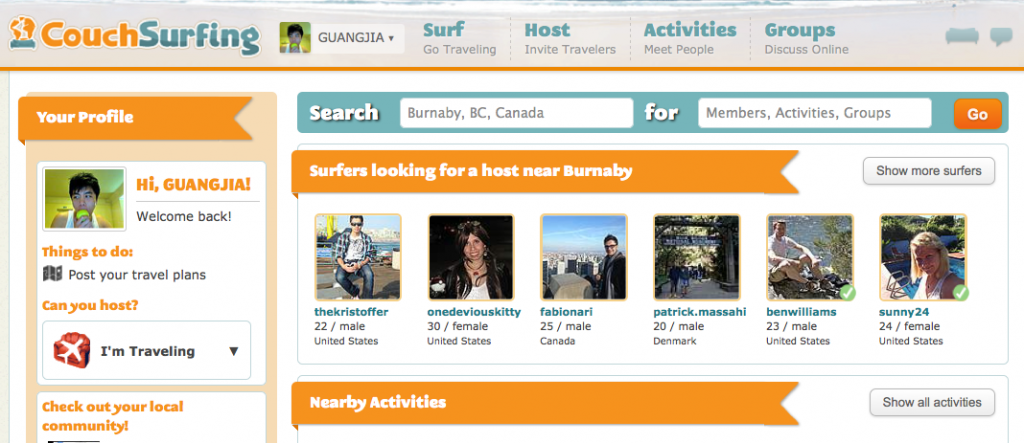 CouchSurfing
GUANGJIA ▾
Surf
Go Traveling
Host
Invite Travelers
Activities
Meet People
Groups
Discuss Online
Your Profile
Hi, GUANGJIA!
Welcome back!
Things to do:
Post your travel plans
Can you host?
I'm Traveling ▼
Check out your local
community!
Search
Burnaby, BC, Canada
for
Members, Activities, Groups
Go
Surfers looking for a host near Burnaby
Show more surfers
thekristoffer
22 / male
United States
onedeviouskitty
30 / female
United States
fabionari
25 / male
Canada
patrick.massahi
20 / male
Denmark
benwilliams
23 / male
United States
sunny24
24 / female
United States
Nearby Activities
Show all activities